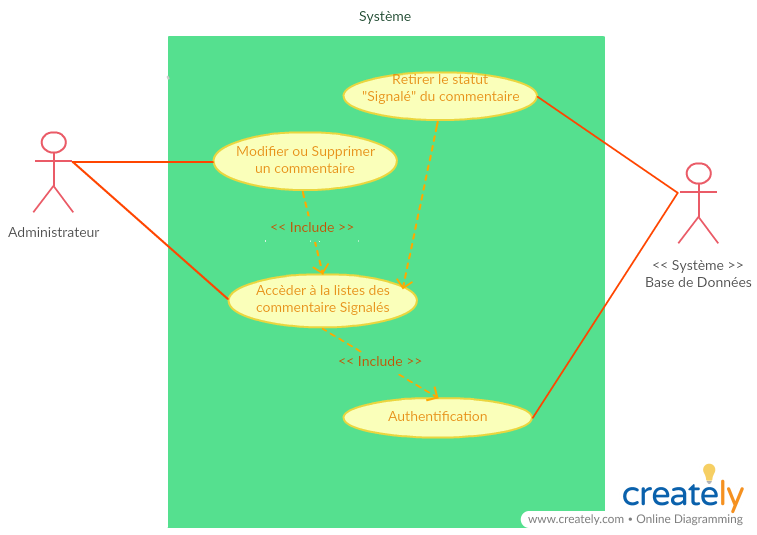 Système
Retirer le statut
"Signalé" du commentaire
Modifier ou Supprimer
un commentaire
Administrateur
<< Include >>
<< Système >>
Base de Données
Accèder à la listes des
commentaire Signalés
<< Include >>
Authentification
creately
www.creately.com • Online Diagramming